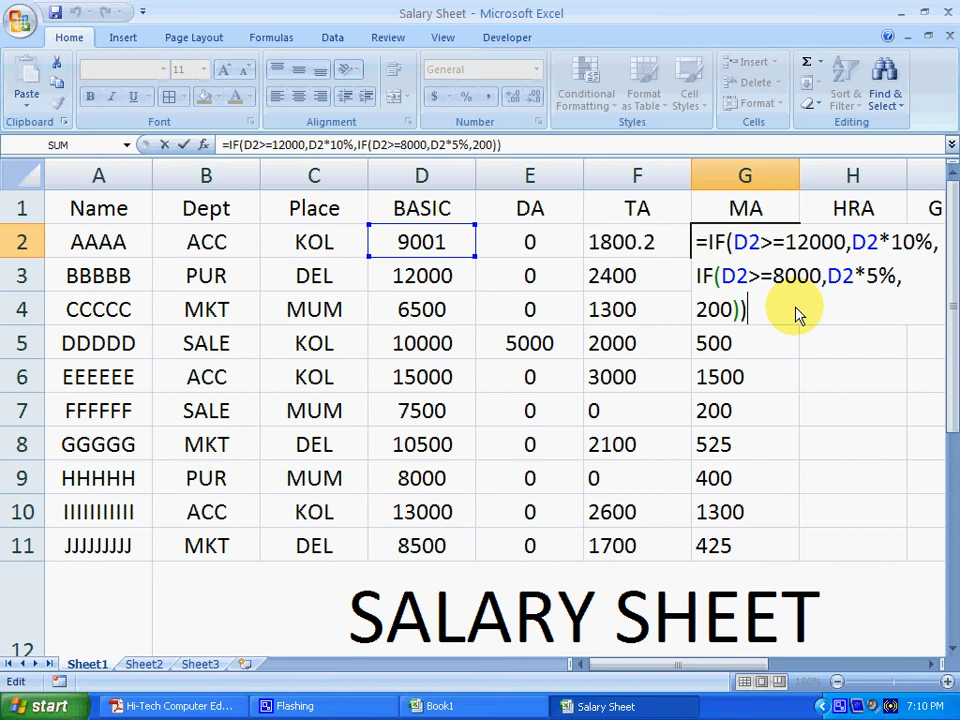 Salary Sheet - Microsoft Excel
Home Insert Page Layout Formulas Data Review View Developer
Paste
11
General
Conditional Formatting
Format as Table
Cell Styles
Insert
Delete
Format
Sort & Filter
Find & Select
Clipboard Font Alignment Number Styles Cells Editing
SUM =IF(D2>=12000,D2*10%,IF(D2>=8000,D2*5%,200))
A B C D E F G H
1 Name Dept Place BASIC DA TA MA HRA G
2 AAAA ACC KOL 9001 0 1800.2 =IF(D2>=12000,D2*10%,
IF(D2>=8000,D2*5%,
200))
3 BBBBB PUR DEL 12000 0 2400
4 CCCCC MKT MUM 6500 0 1300
5 DDDDD SALE KOL 10000 5000 2000 500
6 EEEEEE ACC KOL 15000 0 3000 1500
7 FFFFFF SALE MUM 7500 0 0 200
8 GGGGG MKT DEL 10500 0 2100 525
9 HHHHH PUR MUM 8000 0 0 400
10 IIIIIIIIIII ACC KOL 13000 0 2600 1300
11 JJJJJJJJJ MKT DEL 8500 0 1700 425
12 SALARY SHEET
Sheet1 Sheet2 Sheet3
Edit 180%
start Hi-Tech Computer Ed... Flashing Book1 Salary Sheet 7:10 PM